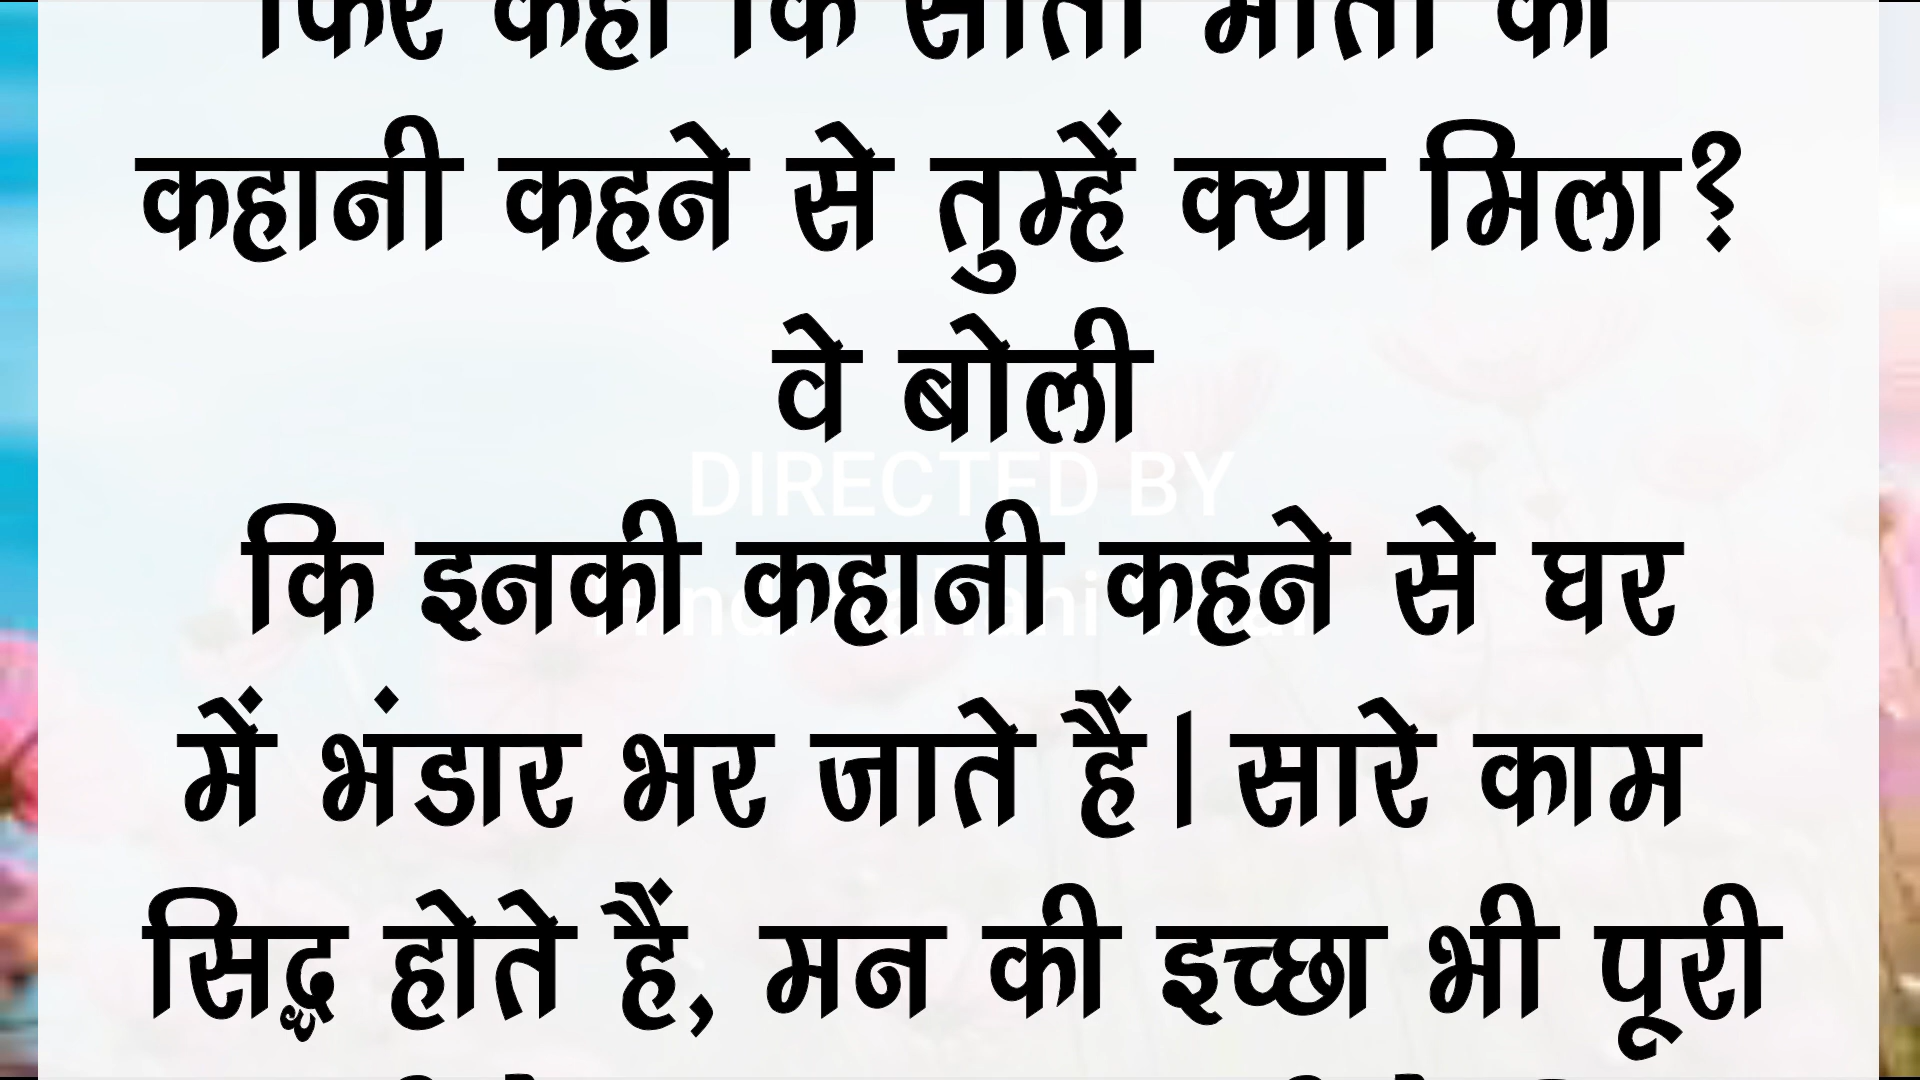 फिर कहा कि सीता माता की
कहानी कहने से तुम्हें क्या मिला?
वे बोली
DIRECTED BY
कि इनकी कहानी कहने से घर
में भंडार भर जाते हैं। सारे काम
सिद्ध होते हैं, मन की इच्छा भी पूरी